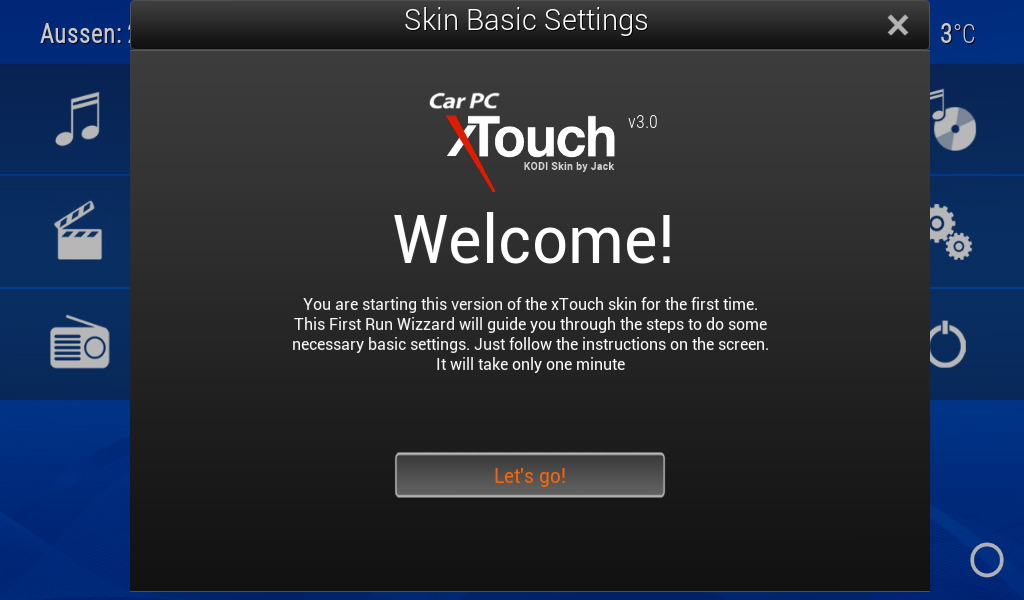 Skin Basic Settings
Aussen:
3°C
Car PC
xTouch
v3.0
KODI Skin by Jack
Welcome!
You are starting this version of the xTouch skin for the first time.
This First Run Wizzard will guide you through the steps to do some
necessary basic settings. Just follow the instructions on the screen.
It will take only one minute
Let's go!